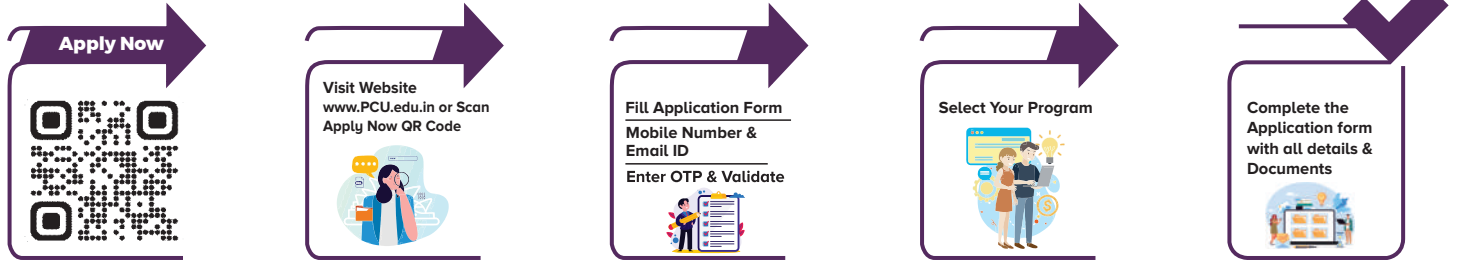 Apply Now
Visit Website
www.PCU.edu.in or Scan
Apply Now QR Code
Fill Application Form
Mobile Number &
Email ID
Enter OTP & Validate
Select Your Program
Complete the
Application form
with all details &
Documents